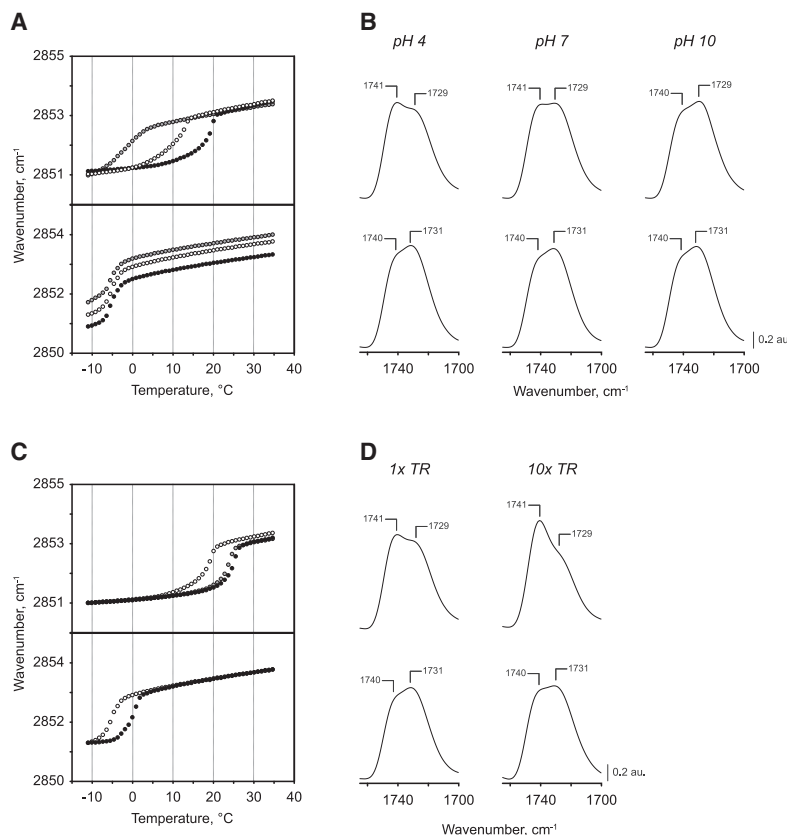 A
B
pH 4
pH 7
pH 10
2855
2853
2851
2854
2852
2850
Wavenumber, cm-1
-10 0 10 20 30 40
Temperature, °C
1741 1729
1741 1729
1740 1729
1740 1731
1740 1731
1740 1731
0.2 au.
1740 1700
1740 1700
1740 1700
Wavenumber, cm-1
C
D
1x TR
10x TR
2855
2853
2851
2854
2852
2850
Wavenumber, cm-1
-10 0 10 20 30 40
Temperature, °C
1741 1729
1741 1729
1740 1731
1740 1731
0.2 au.
1740 1700
1740 1700
Wavenumber, cm-1